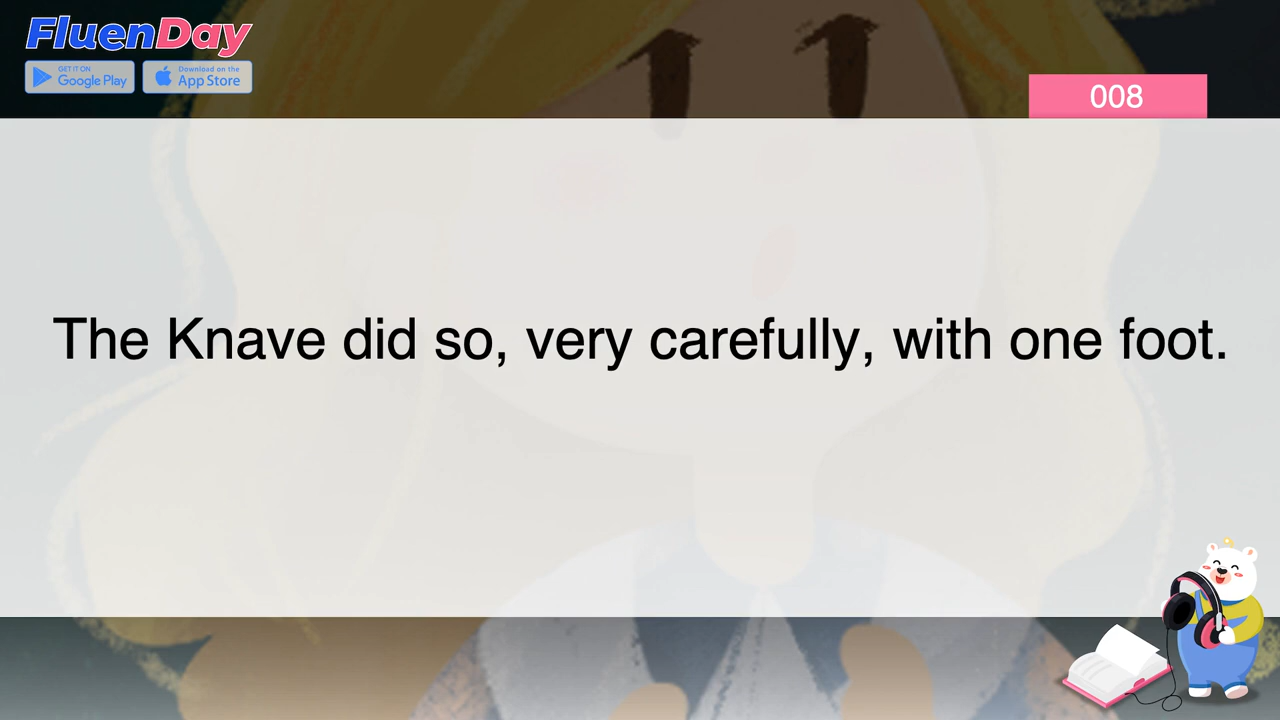 FluenDay
GET IT ON
Google Play
Download on the
App Store
008
The Knave did so, very carefully, with one foot.